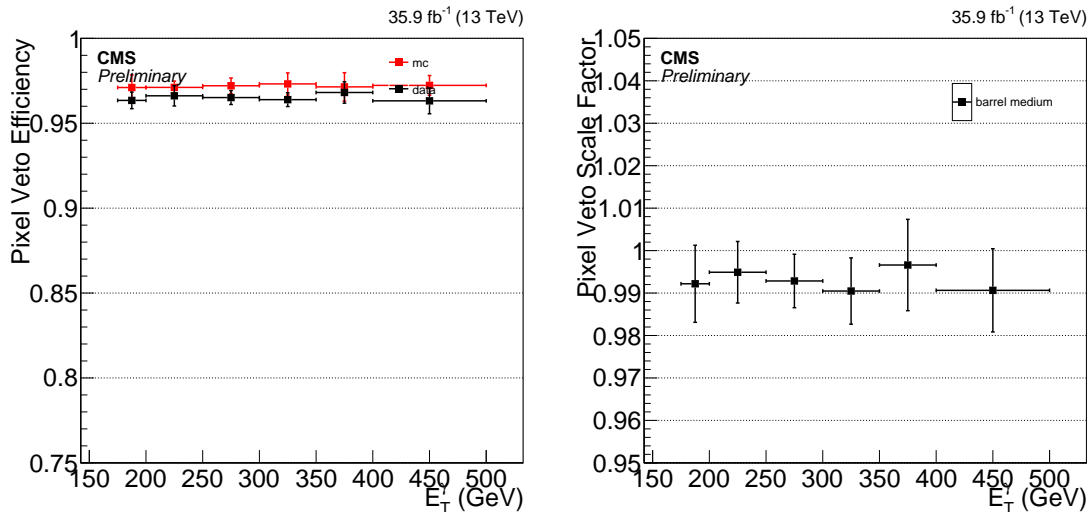 35.9 fb⁻¹ (13 TeV)
CMS
Preliminary
mc
data
Pixel Veto Efficiency
1
0.95
0.9
0.85
0.8
0.75
150 200 250 300 350 400 450 500
E_T^γ (GeV)
35.9 fb⁻¹ (13 TeV)
CMS
Preliminary
barrel medium
Pixel Veto Scale Factor
1.05
1.04
1.03
1.02
1.01
1
0.99
0.98
0.97
0.96
0.95
150 200 250 300 350 400 450 500
E_T^γ (GeV)